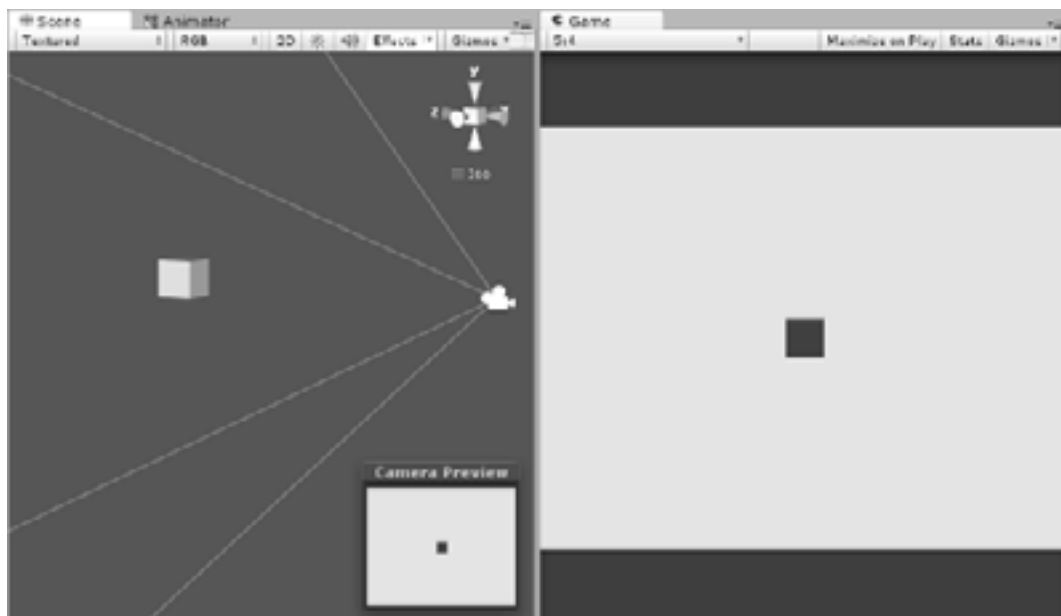 Scene Animator
Textured RGB 2D Effects Gizmos
y
z
Iso
Camera Preview
Game
5:4 Maximize on Play Stats Gizmos